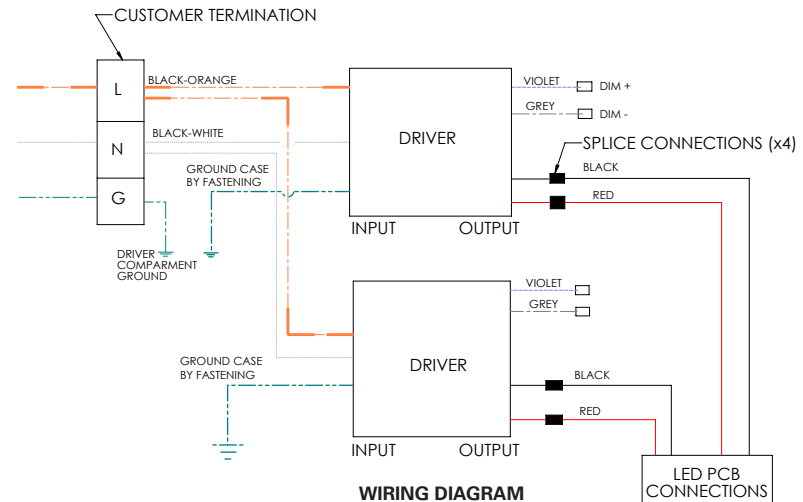 CUSTOMER TERMINATION
L
BLACK-ORANGE
VIOLET
DIM +
GREY
DIM -
N
BLACK-WHITE
DRIVER
SPLICE CONNECTIONS (x4)
GROUND CASE
BY FASTENING
BLACK
G
RED
INPUT
OUTPUT
DRIVER
COMPARMENT
GROUND
VIOLET
GREY
GROUND CASE
BY FASTENING
DRIVER
BLACK
RED
INPUT
OUTPUT
LED PCB
CONNECTIONS
WIRING DIAGRAM